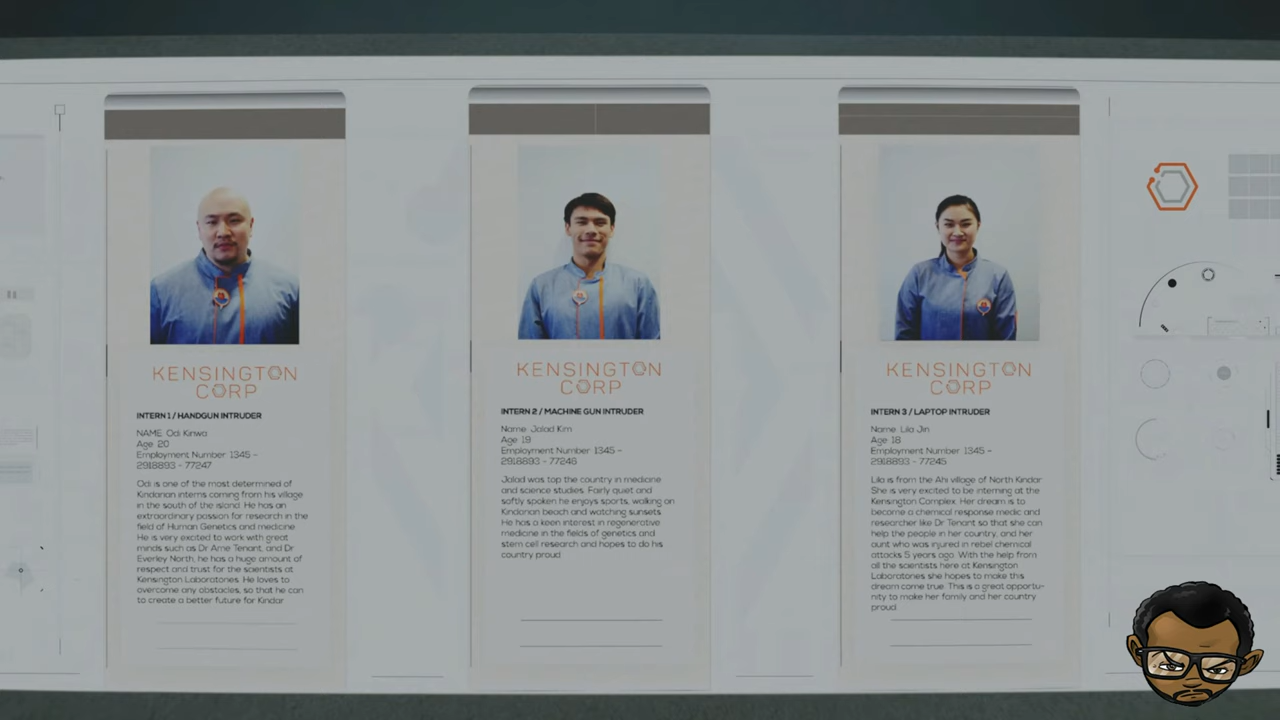 KENSINGTON
CORP
INTERN 1 / HANDGUN INTRUDER
NAME: Odi Kinwa
Age: 20
Employment Number: 1345 -
2918893 - 77247
Odi is one of the most determined of
Kindarian interns coming from his village
in the south of the island. He has an
extraordinary passion for research in the
field of Human Genetics and medicine
He is very excited to work with great
minds such as Dr Arne Tenant, and Dr
Everley North, he has a huge amount of
respect and trust for the scientists at
Kensington Laboratories. He loves to
overcome any obstacles, so that he can
to create a better future for Kindar
KENSINGTON
CORP
INTERN 2 / MACHINE GUN INTRUDER
Name: Jalad Kim
Age: 19
Employment Number: 1345 -
2918893 - 77246
Jalad was top the country in medicine
and science studies. Fairly quiet and
softly spoken he enjoys sports, walking on
Kindarian beach and watching sunsets.
He has a keen interest in regenerative
medicine in the fields of genetics and
stem cell research and hopes to do his
country proud
KENSINGTON
CORP
INTERN 3 / LAPTOP INTRUDER
Name: Lila Jin
Age: 18
Employment Number: 1345 -
2918893 - 77245
Lila is from the Ahi village of North Kindar
She is very excited to be interning at the
Kensington Complex. Her dream is to
become a chemical response medic and
researcher like Dr Tenant so that she can
help the people in her country, and her
aunt who was injured in rebel chemical
attacks 5 years ago. With the help from
all the scientists here at Kensington
Laboratories she hopes to make this
dream come true. This is a great opportu-
nity to make her family and her country
proud